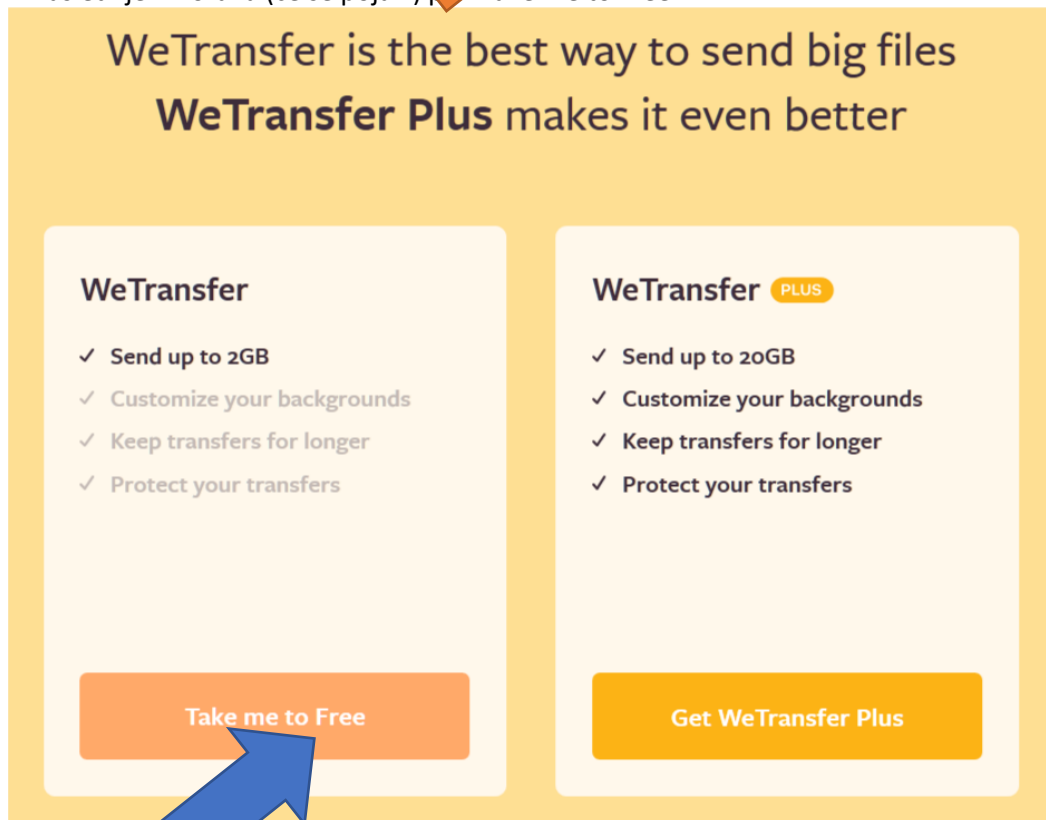 WeTransfer is the best way to send big files
WeTransfer Plus makes it even better
WeTransfer
✓ Send up to 2GB
✓ Customize your backgrounds
✓ Keep transfers for longer
✓ Protect your transfers
Take me to Free
WeTransfer PLUS
✓ Send up to 20GB
✓ Customize your backgrounds
✓ Keep transfers for longer
✓ Protect your transfers
Get WeTransfer Plus